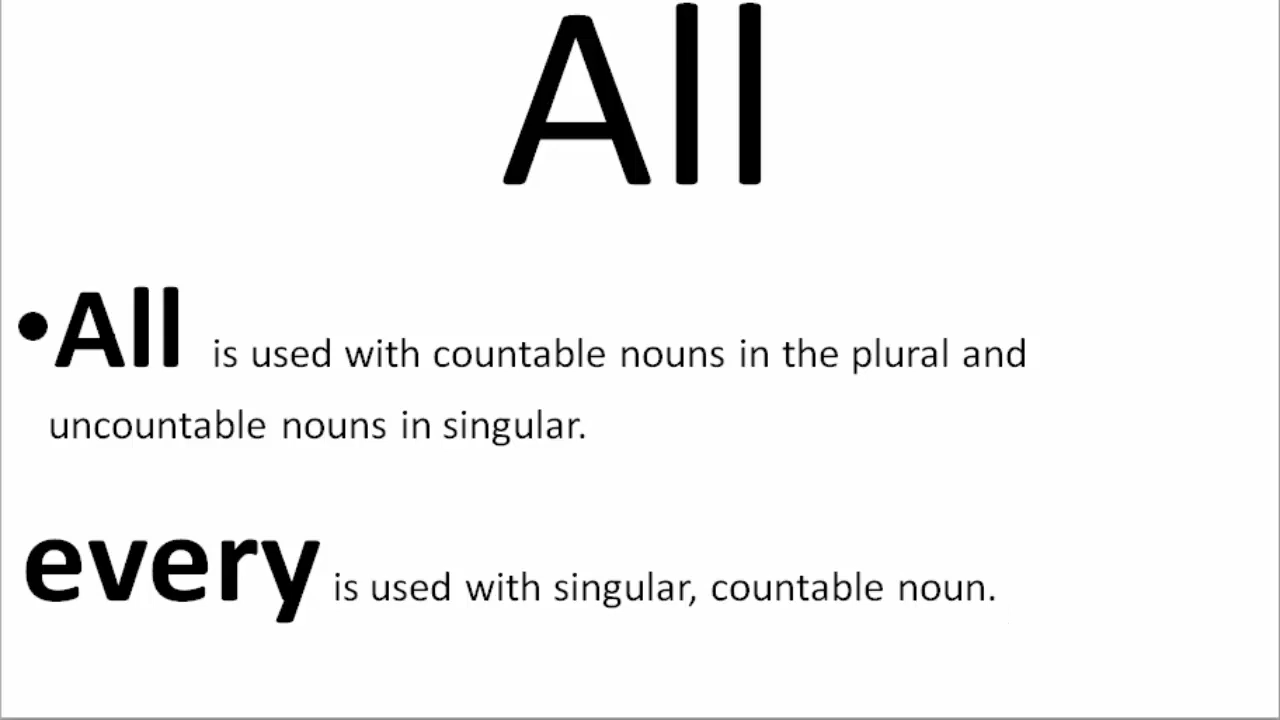 All
•All is used with countable nouns in the plural and
uncountable nouns in singular.
every is used with singular, countable noun.